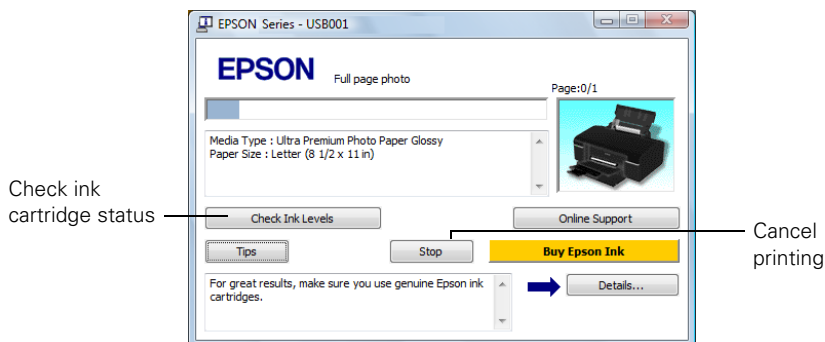 EPSON Series - USB001
EPSON
Full page photo
Page:0/1
Media Type : Ultra Premium Photo Paper Glossy
Paper Size : Letter (8 1/2 x 11 in)
Check ink
cartridge status
Check Ink Levels
Online Support
Tips
Stop
Buy Epson Ink
Cancel
printing
For great results, make sure you use genuine Epson ink
cartridges.
Details...